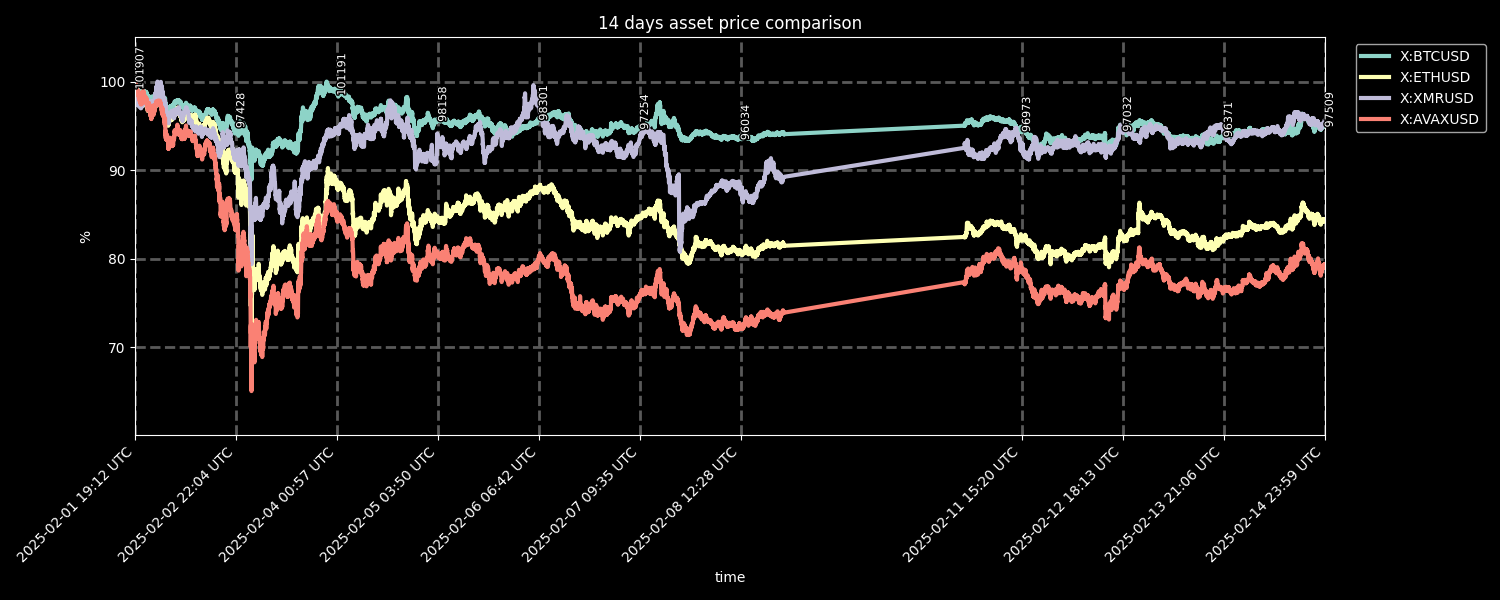 14 days asset price comparison
X:BTCUSD
X:ETHUSD
X:XMRUSD
X:AVAXUSD
%
100
90
80
70
101907
97428
101191
98158
98301
97254
96034
96973
97032
96371
97509
2025-02-01 19:12 UTC
2025-02-02 22:04 UTC
2025-02-04 00:57 UTC
2025-02-05 03:50 UTC
2025-02-06 06:42 UTC
2025-02-07 09:35 UTC
2025-02-08 12:28 UTC
2025-02-11 15:20 UTC
2025-02-12 18:13 UTC
2025-02-13 21:06 UTC
2025-02-14 23:59 UTC
time